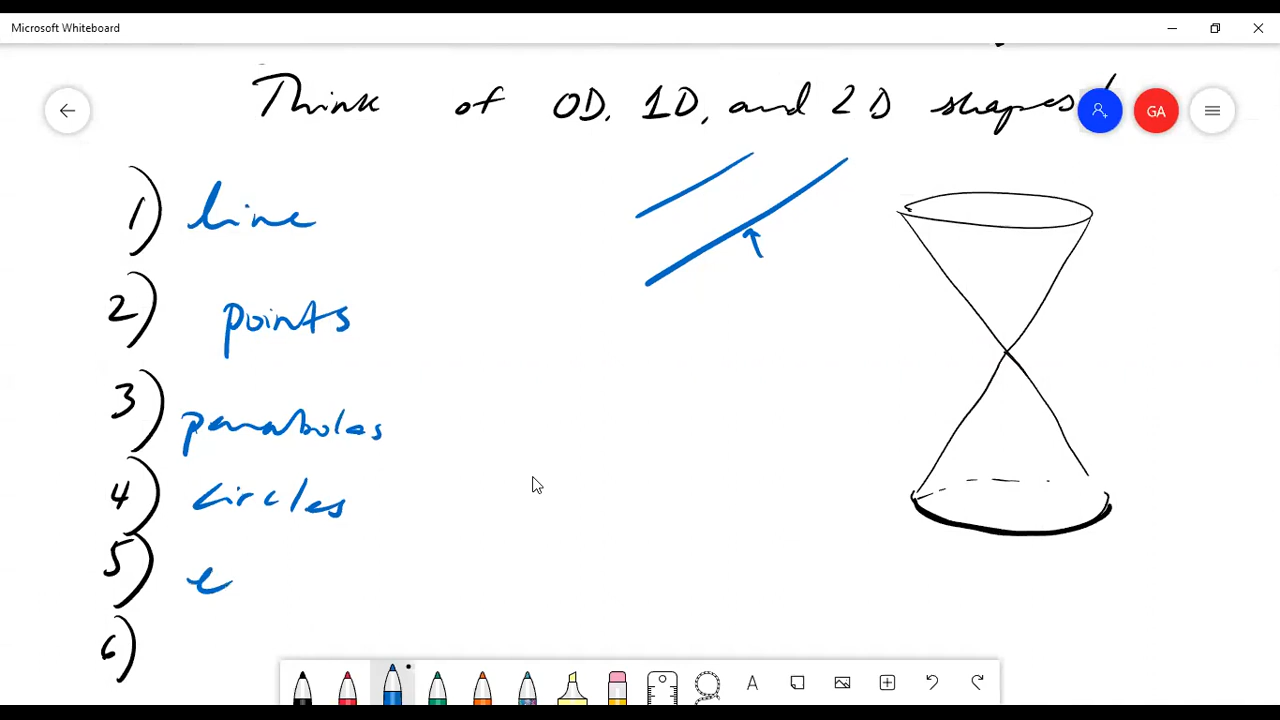 Microsoft Whiteboard
Think of 0D, 1D, and 2D shapes!
GA
1) line
2) points
3) parabolas
4) circles
5) e
6)
A